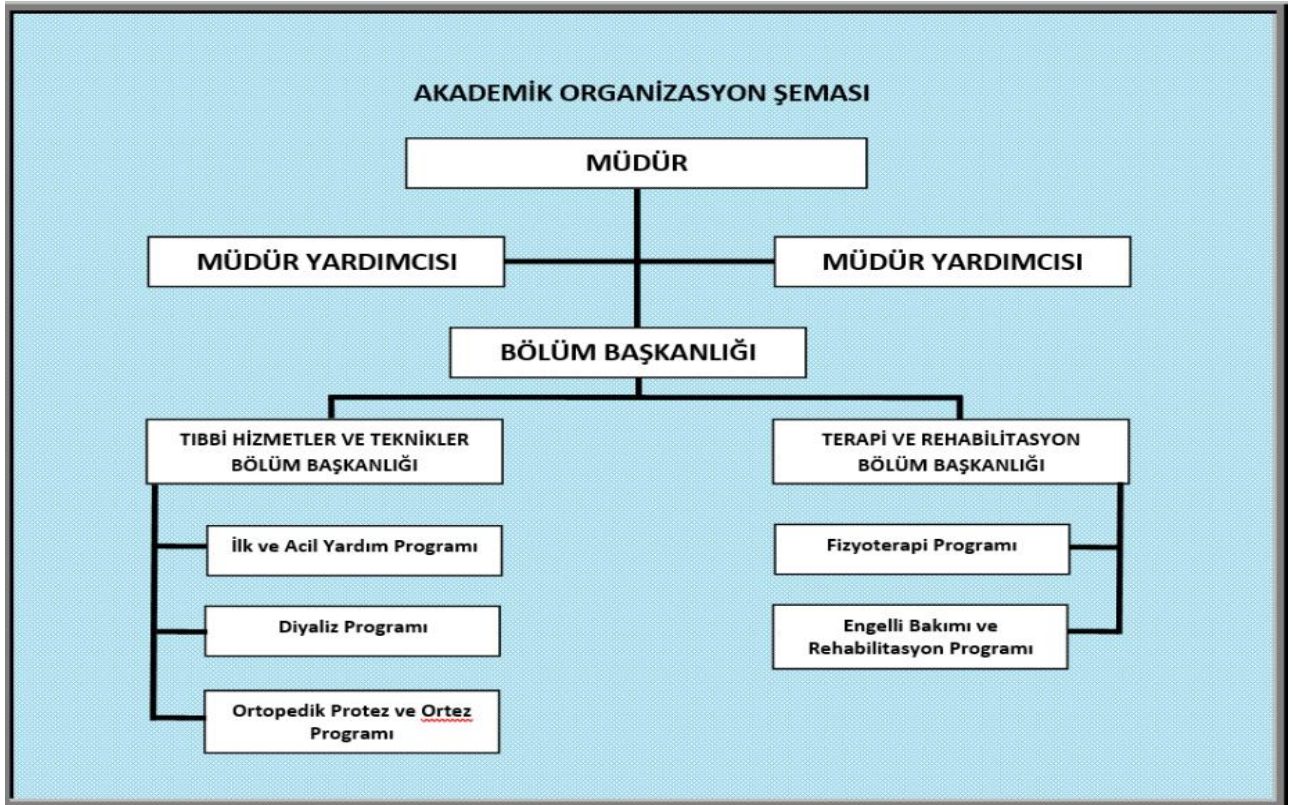 AKADEMİK ORGANİZASYON ŞEMASI
MÜDÜR
MÜDÜR YARDIMCISI
MÜDÜR YARDIMCISI
BÖLÜM BAŞKANLIĞI
TIBBİ HİZMETLER VE TEKNİKLER
BÖLÜM BAŞKANLIĞI
TERAPİ VE REHABİLİTASYON
BÖLÜM BAŞKANLIĞI
İlk ve Acil Yardım Programı
Fizyoterapi Programı
Diyaliz Programı
Engelli Bakımı ve
Rehabilitasyon Programı
Ortopedik Protez ve Ortez
Programı